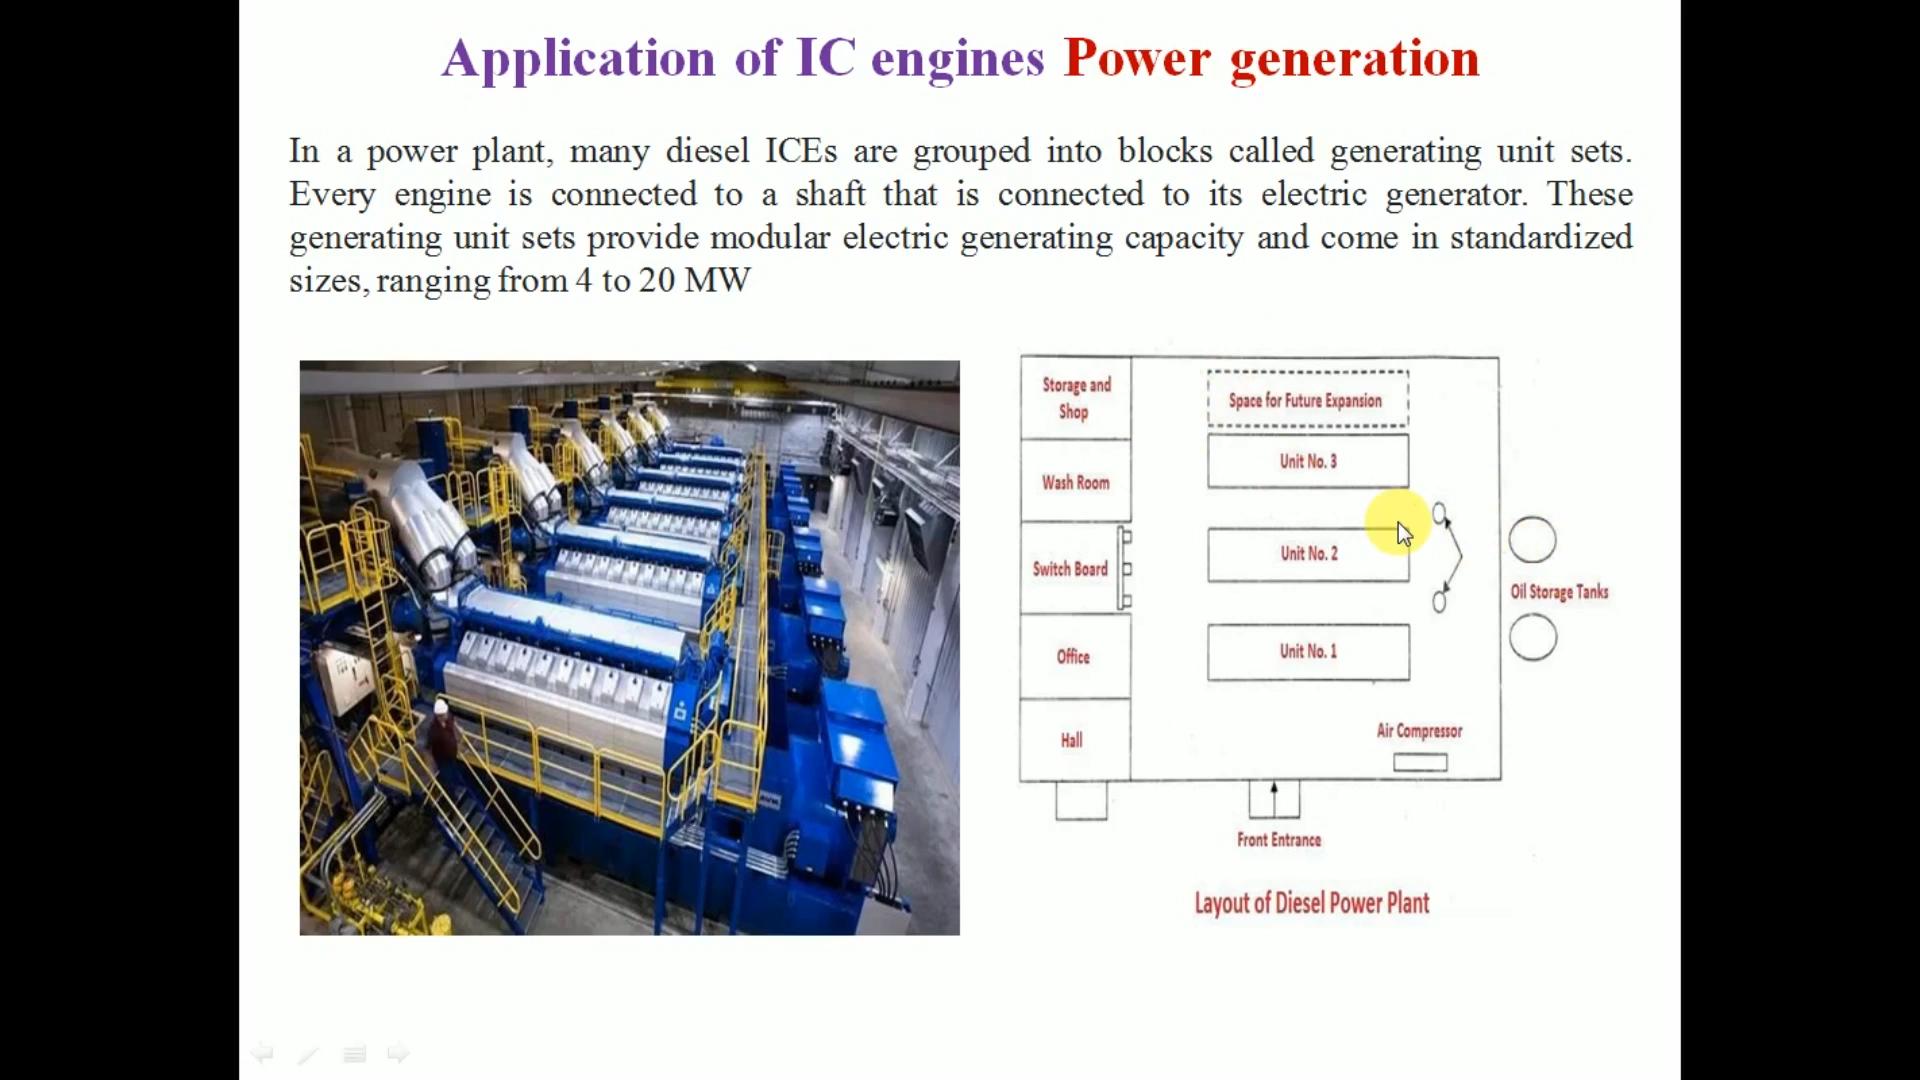 Application of IC engines Power generation
In a power plant, many diesel ICEs are grouped into blocks called generating unit sets.
Every engine is connected to a shaft that is connected to its electric generator. These
generating unit sets provide modular electric generating capacity and come in standardized
sizes, ranging from 4 to 20 MW
Storage and
Shop
Space for Future Expansion
Unit No. 3
Wash Room
Unit No. 2
Switch Board
Oil Storage Tanks
Unit No. 1
Office
Air Compressor
Hall
Front Entrance
Layout of Diesel Power Plant